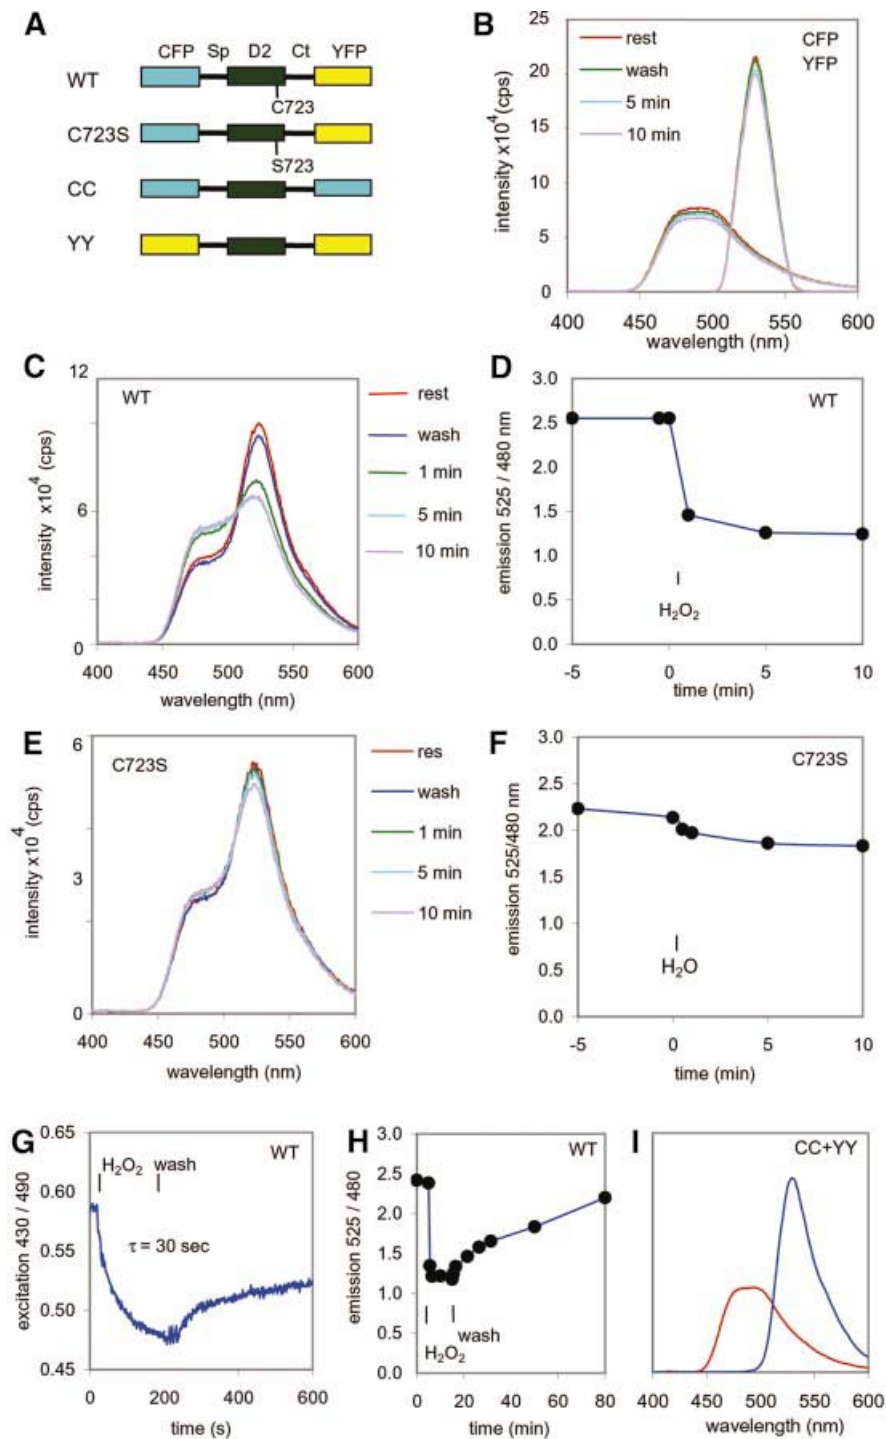 A
CFP Sp D2 Ct YFP
WT
C723
C723S
S723
CC
YY
B
rest
wash
5 min
10 min
CFP
YFP
intensity x10⁴ (cps)
25
20
15
10
5
0
400 450 500 550 600
wavelength (nm)
C
WT
intensity x10⁴ (cps)
12
6
0
400 450 500 550 600
wavelength (nm)
rest
wash
1 min
5 min
10 min
D
WT
emission 525 / 480 nm
3.0
2.5
2.0
1.5
1.0
0.5
0.0
H₂O₂
-5 0 5 10
time (min)
E
C723S
intensity x10⁴ (cps)
6
3
0
400 450 500 550 600
wavelength (nm)
res
wash
1 min
5 min
10 min
F
C723S
emission 525/480 nm
3.0
2.5
2.0
1.5
1.0
0.5
0.0
H₂O
-5 0 5 10
time (min)
G
WT
excitation 430 / 490
0.65
0.60
0.55
0.50
0.45
H₂O₂ wash
τ = 30 sec
0 200 400 600
time (s)
H
WT
emission 525 / 480
3.0
2.5
2.0
1.5
1.0
0.5
0.0
wash
H₂O₂
0 20 40 60 80
time (min)
I
CC+YY
400 450 500 550 600
wavelength (nm)